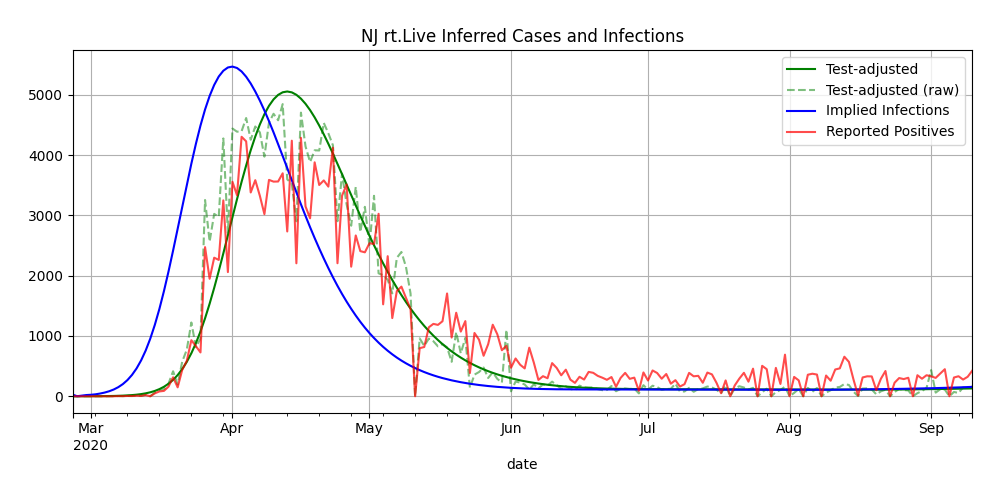 NJ rt.Live Inferred Cases and Infections
Test-adjusted
Test-adjusted (raw)
Implied Infections
Reported Positives
5000
4000
3000
2000
1000
0
Mar Apr May Jun Jul Aug Sep
2020
date